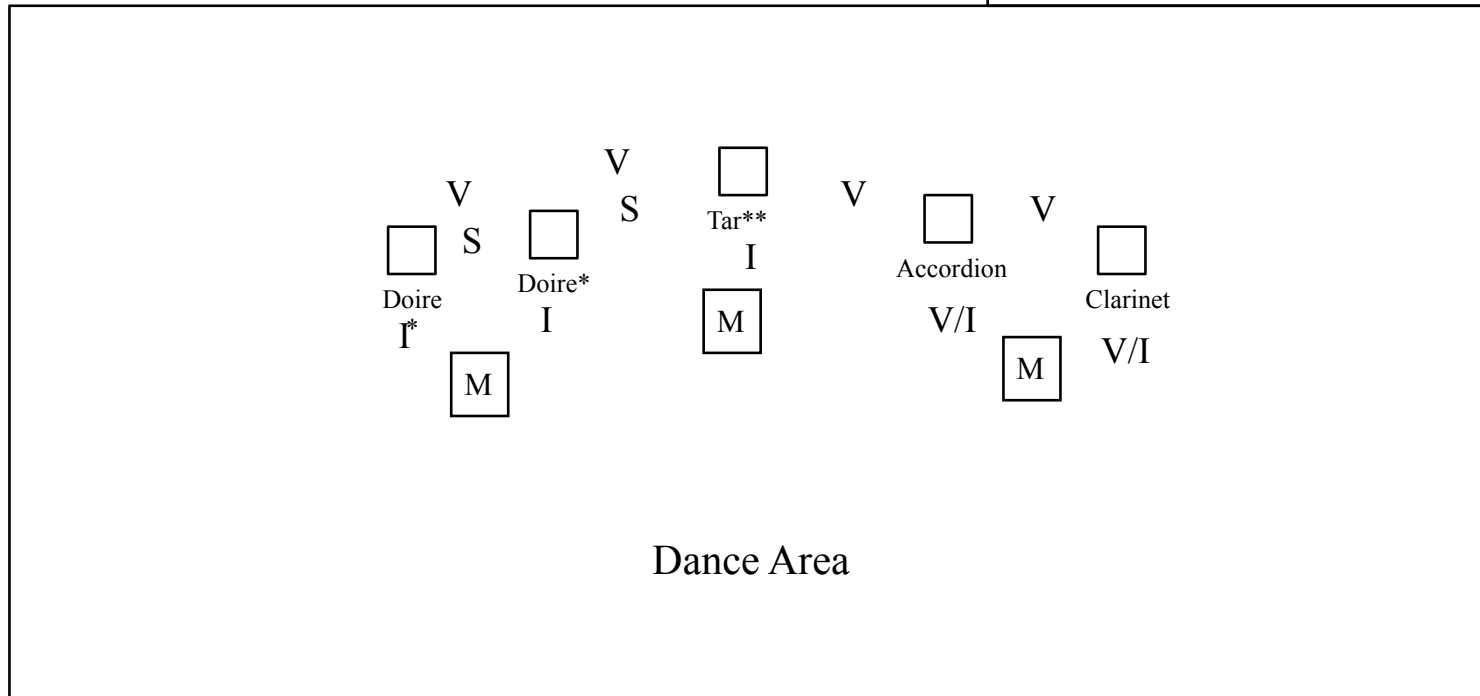 V
V
V
V
S
S
Tar**
I
Doire*
I
Doire
I*
Accordion
V/I
Clarinet
V/I
M
M
M
Dance Area